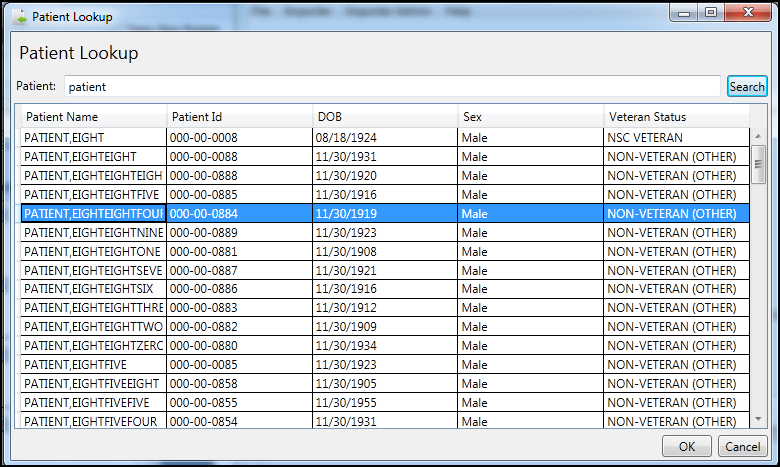 Patient Lookup
Patient Lookup
Patient: patient Search
Patient Name Patient Id DOB Sex Veteran Status
PATIENT,EIGHT 000-00-0008 08/18/1924 Male NSC VETERAN
PATIENT,EIGHTEIGHT 000-00-0088 11/30/1931 Male NON-VETERAN (OTHER)
PATIENT,EIGHTEIGHTEIGH 000-00-0888 11/30/1920 Male NON-VETERAN (OTHER)
PATIENT,EIGHTEIGHTFIVE 000-00-0885 11/30/1916 Male NON-VETERAN (OTHER)
PATIENT,EIGHTEIGHTFOUR 000-00-0884 11/30/1919 Male NON-VETERAN (OTHER)
PATIENT,EIGHTEIGHTNINE 000-00-0889 11/30/1923 Male NON-VETERAN (OTHER)
PATIENT,EIGHTEIGHTONE 000-00-0881 11/30/1908 Male NON-VETERAN (OTHER)
PATIENT,EIGHTEIGHTSEVE 000-00-0887 11/30/1921 Male NON-VETERAN (OTHER)
PATIENT,EIGHTEIGHTSIX 000-00-0886 11/30/1916 Male NON-VETERAN (OTHER)
PATIENT,EIGHTEIGHTTHRE 000-00-0883 11/30/1912 Male NON-VETERAN (OTHER)
PATIENT,EIGHTEIGHTTWO 000-00-0882 11/30/1909 Male NON-VETERAN (OTHER)
PATIENT,EIGHTEIGHTZERO 000-00-0880 11/30/1934 Male NON-VETERAN (OTHER)
PATIENT,EIGHTFIVE 000-00-0085 11/30/1923 Male NON-VETERAN (OTHER)
PATIENT,EIGHTFIVEEIGHT 000-00-0858 11/30/1905 Male NON-VETERAN (OTHER)
PATIENT,EIGHTFIVEFIVE 000-00-0855 11/30/1955 Male NON-VETERAN (OTHER)
PATIENT,EIGHTFIVEFOUR 000-00-0854 11/30/1931 Male NON-VETERAN (OTHER)
OK Cancel